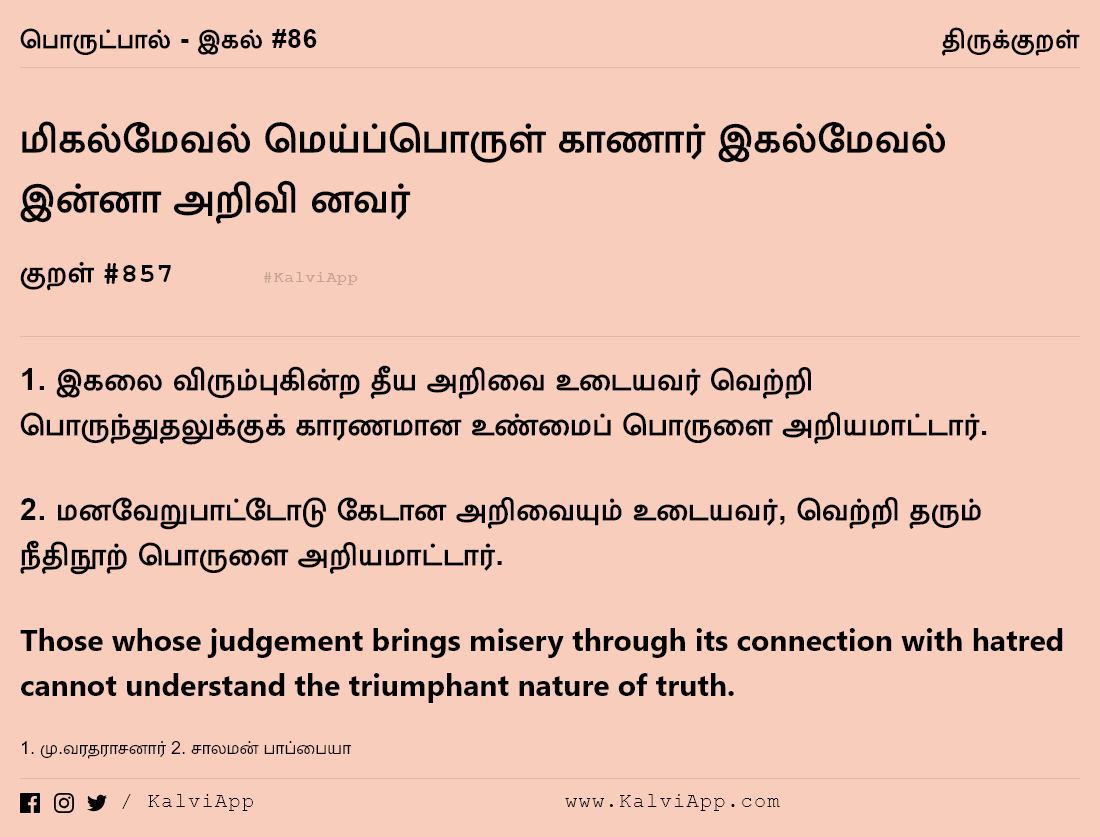 பொருட்பால் - இகல் #86
திருக்குறள்
மிகல்மேவல் மெய்ப்பொருள் காணார் இகல்மேவல்
இன்னா அறிவி னவர்
குறள் #857
#KalviApp
1. இகலை விரும்புகின்ற தீய அறிவை உடையவர் வெற்றி
பொருந்துதலுக்குக் காரணமான உண்மைப் பொருளை அறியமாட்டார்.
2. மனவேறுபாட்டோடு கேடான அறிவையும் உடையவர், வெற்றி தரும்
நீதிநூற் பொருளை அறியமாட்டார்.
Those whose judgement brings misery through its connection with hatred
cannot understand the triumphant nature of truth.
1. மு.வரதராசனார் 2. சாலமன் பாப்பையா
/ KalviApp
www.KalviApp.com